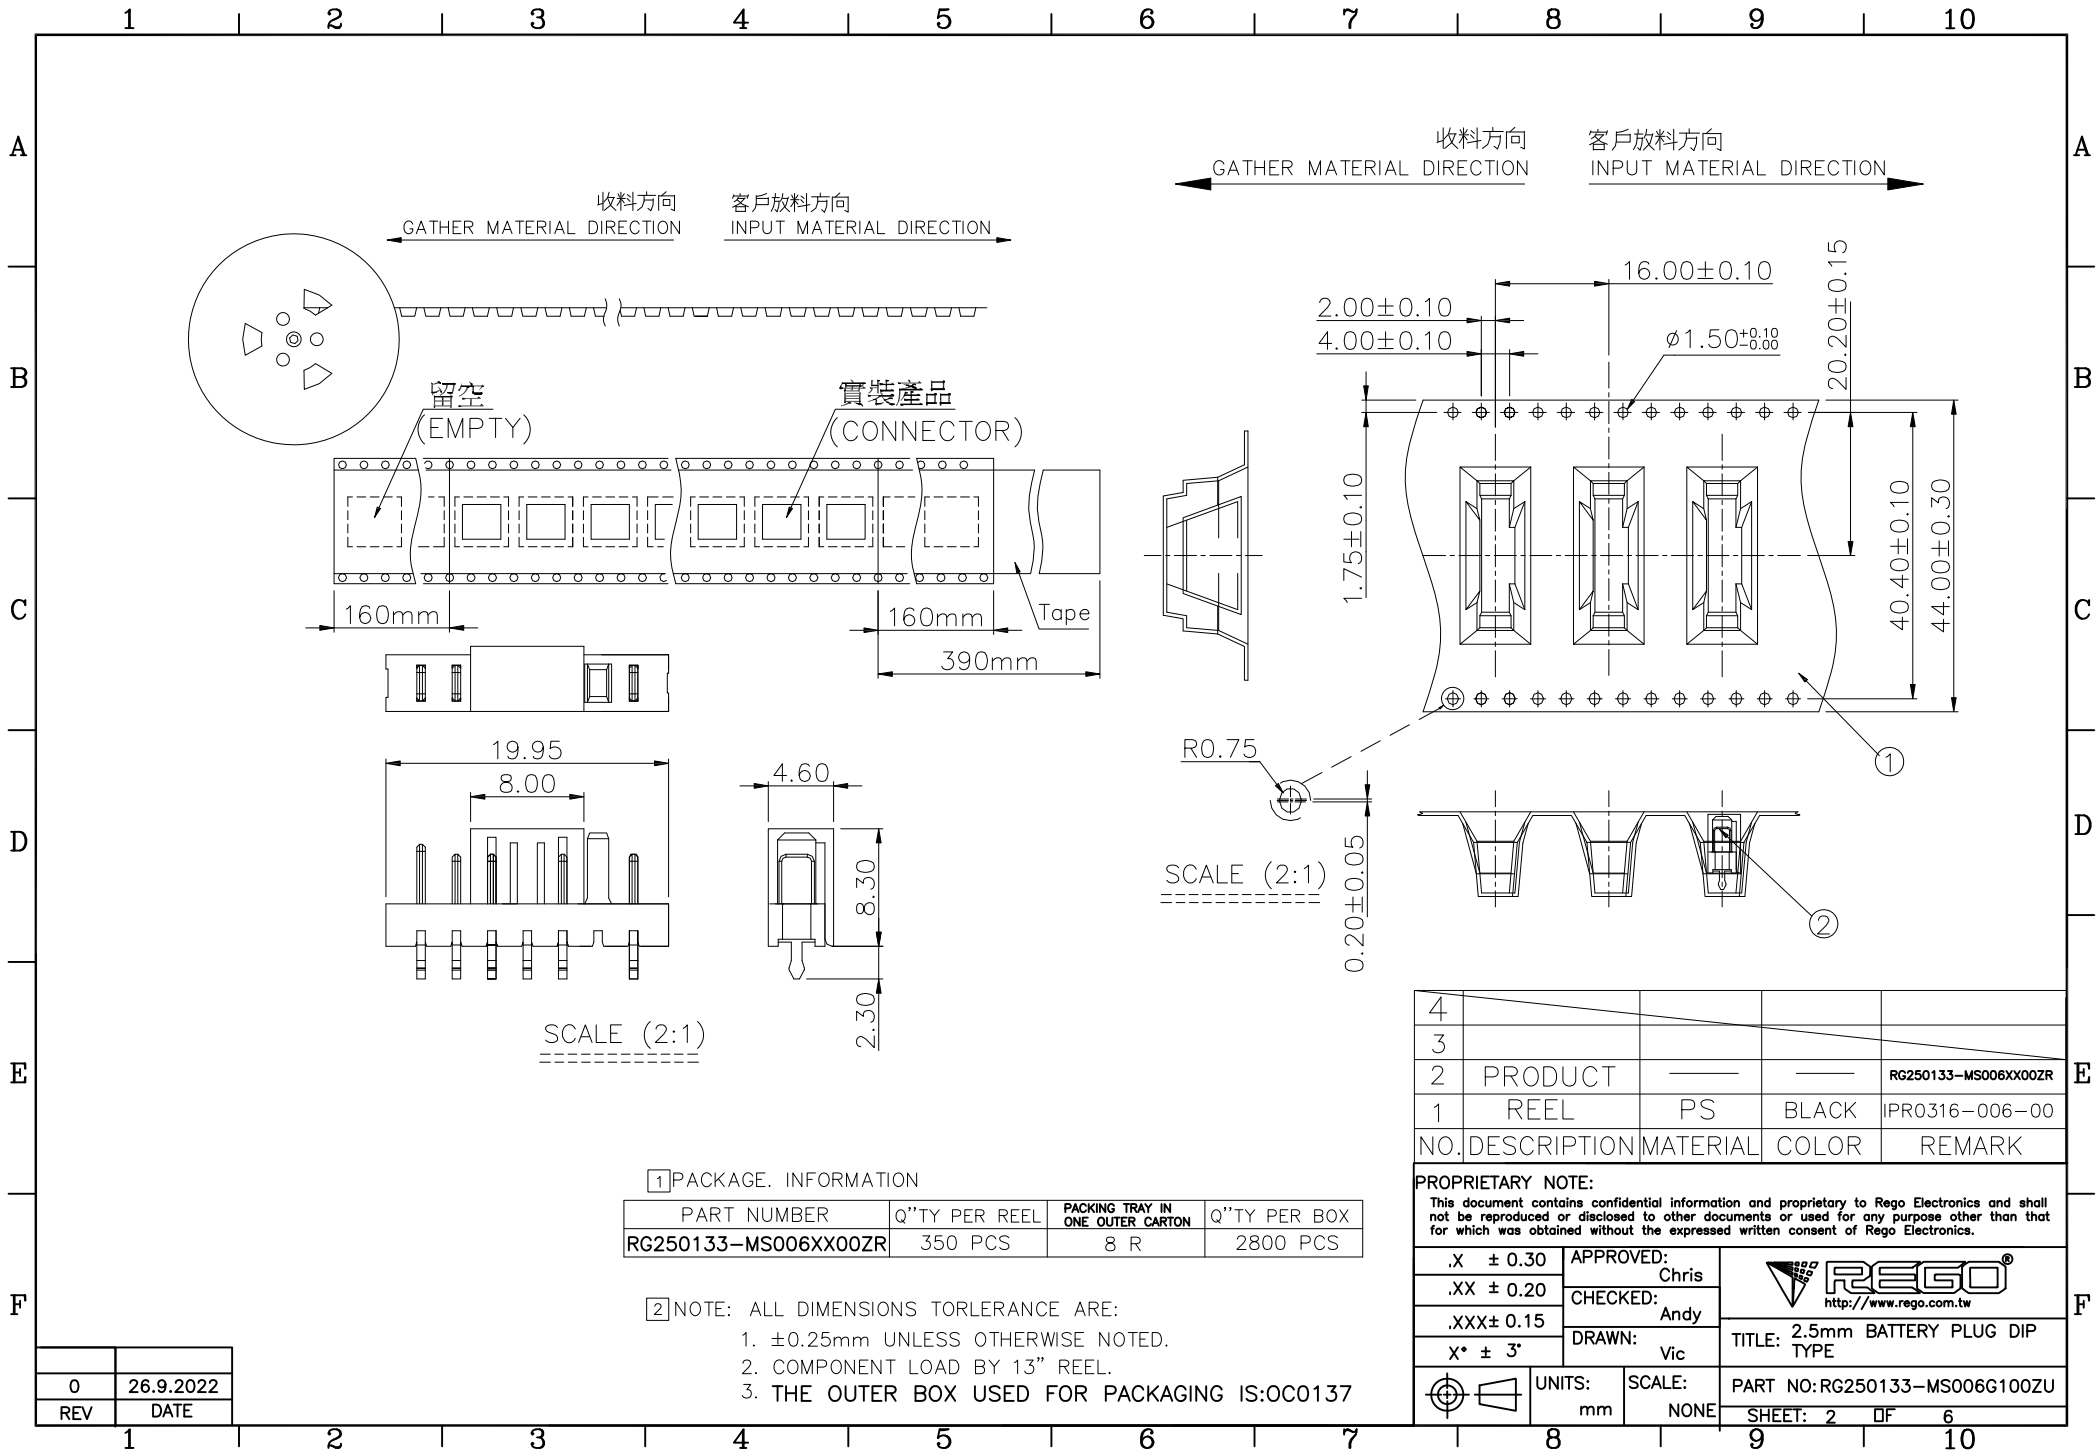 1 2 3 4 5 6 7 8 9 10
A A
B B
C C
D D
E E
F F
收料方向 客戶放料方向
GATHER MATERIAL DIRECTION INPUT MATERIAL DIRECTION
收料方向 客戶放料方向
GATHER MATERIAL DIRECTION INPUT MATERIAL DIRECTION
留空
(EMPTY)
實裝產品
(CONNECTOR)
160mm
160mm
Tape
390mm
16.00±0.10
2.00±0.10
4.00±0.10
ϕ1.50+0.10-0.00
20.20±0.15
1.75±0.10
40.40±0.10
44.00±0.30
R0.75
1
0.20±0.05
SCALE (2:1)
2
19.95
8.00
4.60
8.30
2.30
SCALE (2:1)
4
3
2 PRODUCT RG250133-MS006XX00ZR
1 REEL PS BLACK IPR0316-006-00
NO. DESCRIPTION MATERIAL COLOR REMARK
1 PACKAGE. INFORMATION
PART NUMBER Q''TY PER REEL PACKING TRAY IN ONE OUTER CARTON Q''TY PER BOX
RG250133-MS006XX00ZR 350 PCS 8 R 2800 PCS
2 NOTE: ALL DIMENSIONS TORLERANCE ARE:
1. ±0.25mm UNLESS OTHERWISE NOTED.
2. COMPONENT LOAD BY 13" REEL.
3. THE OUTER BOX USED FOR PACKAGING IS:OC0137
PROPRIETARY NOTE:
This document contains confidential information and proprietary to Rego Electronics and shall
not be reproduced or disclosed to other documents or used for any purpose other than that
for which was obtained without the expressed written consent of Rego Electronics.
.X ± 0.30
.XX ± 0.20
.XXX± 0.15
X° ± 3°
APPROVED: Chris
CHECKED: Andy
DRAWN: Vic
REGO®
http://www.rego.com.tw
TITLE: 2.5mm BATTERY PLUG DIP
TYPE
UNITS: mm
SCALE: NONE
PART NO:RG250133-MS006G100ZU
SHEET: 2 OF 6
0 26.9.2022
REV DATE
1 2 3 4 5 6 7 8 9 10